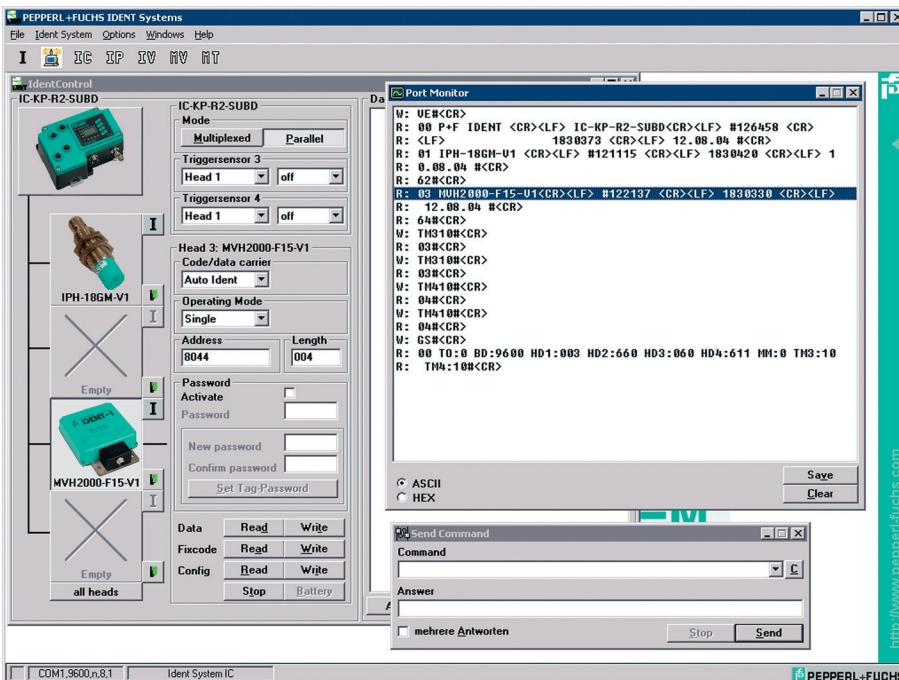 PEPPERL+FUCHS IDENT Systems
File Ident System Options Windows Help
I IC IP IV MV MT
IdentControl
IC-KP-R2-SUBD
IPH-18GM-V1
I
I
Empty
I
IDENT-I
MVH2000-F15-V1
I
Empty
all heads
IC-KP-R2-SUBD
Mode
Multiplexed Parallel
Triggersensor 3
Head 1 off
Triggersensor 4
Head 1 off
Head 3: MVH2000-F15-V1
Code/data carrier
Auto Ident
Operating Mode
Single
Address Length
8044 004
Password
Activate
Password
New password
Confirm password
Set Tag-Password
Data Read Write
Fixcode Read Write
Config Read Write
Stop Battery
Da
Port Monitor
W: VE#<CR>
R: 00 P+F IDENT <CR><LF> IC-KP-R2-SUBD<CR><LF> #126458 <CR>
R: <LF> 1830373 <CR><LF> 12.08.04 #<CR>
R: 01 IPH-18GM-V1 <CR><LF> #121115 <CR><LF> 1830420 <CR><LF> 1
R: 0.08.04 #<CR>
R: 62#<CR>
R: 03 MVH2000-F15-V1<CR><LF> #122137 <CR><LF> 1830330 <CR><LF>
R: 12.08.04 #<CR>
R: 64#<CR>
W: TM310#<CR>
R: 03#<CR>
W: TM310#<CR>
R: 03#<CR>
W: TM410#<CR>
R: 04#<CR>
W: TM410#<CR>
R: 04#<CR>
W: GS#<CR>
R: 00 TO:0 BD:9600 HD1:003 HD2:660 HD3:060 HD4:611 MM:0 TM3:10
R: TM4:10#<CR>
ASCII
HEX
Save
Clear
Send Command
Command
C
Answer
mehrere Antworten
Stop Send
http://www.pepperl-fuchs.com
COM1,9600,n,8,1 Ident System IC
PEPPERL+FUCHS